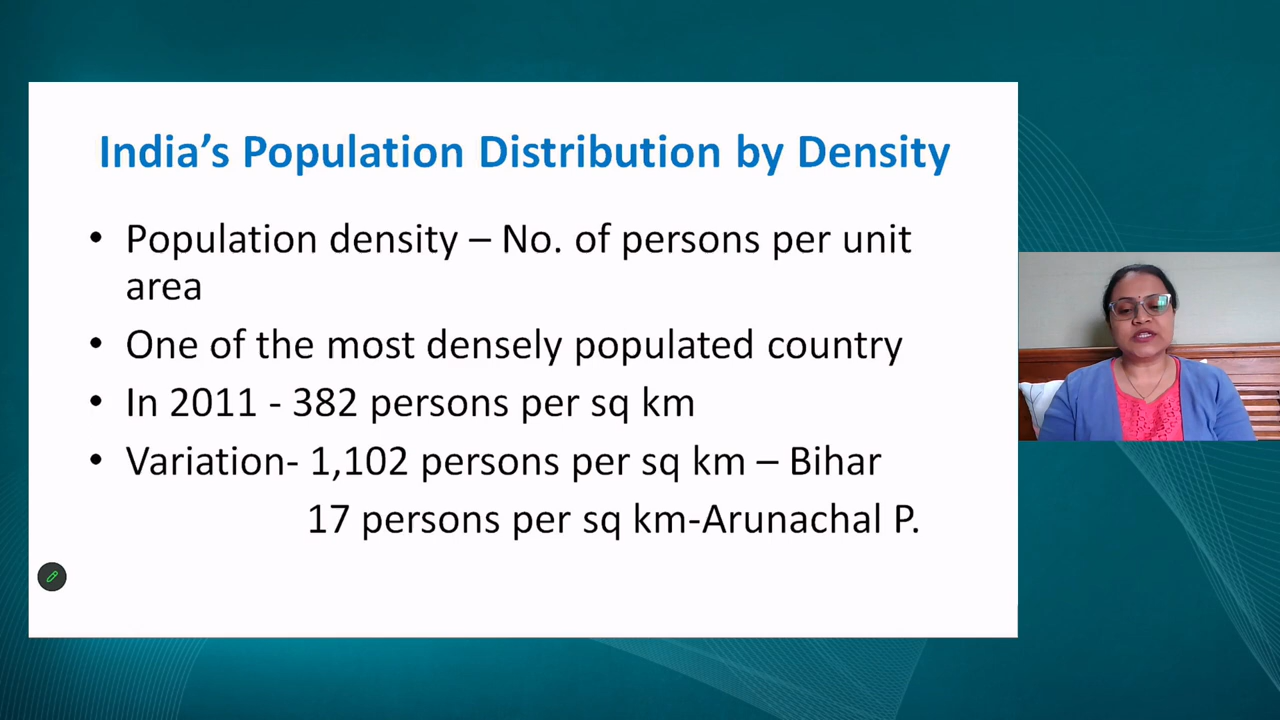 India’s Population Distribution by Density
• Population density – No. of persons per unit
area
• One of the most densely populated country
• In 2011 - 382 persons per sq km
• Variation- 1,102 persons per sq km – Bihar
17 persons per sq km-Arunachal P.